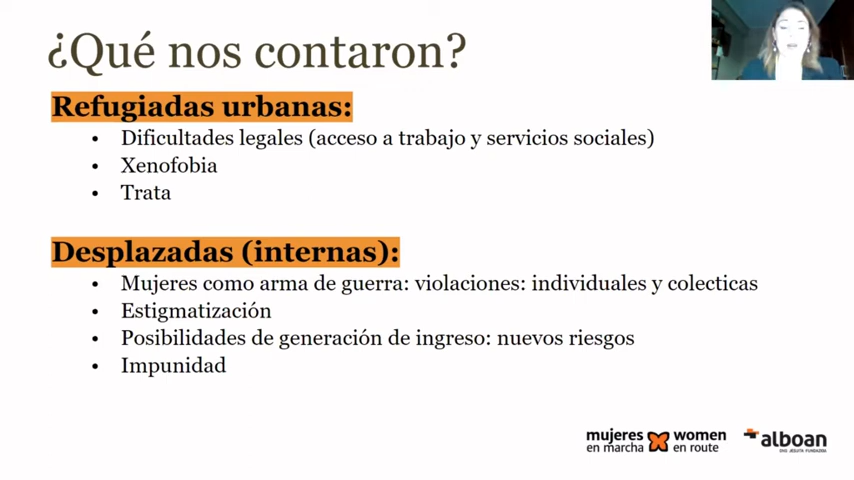 ¿Qué nos contaron?
Refugiadas urbanas:
• Dificultades legales (acceso a trabajo y servicios sociales)
• Xenofobia
• Trata
Desplazadas (internas):
• Mujeres como arma de guerra: violaciones: individuales y colecticas
• Estigmatización
• Posibilidades de generación de ingreso: nuevos riesgos
• Impunidad
mujeres women
en marcha en route
alboan